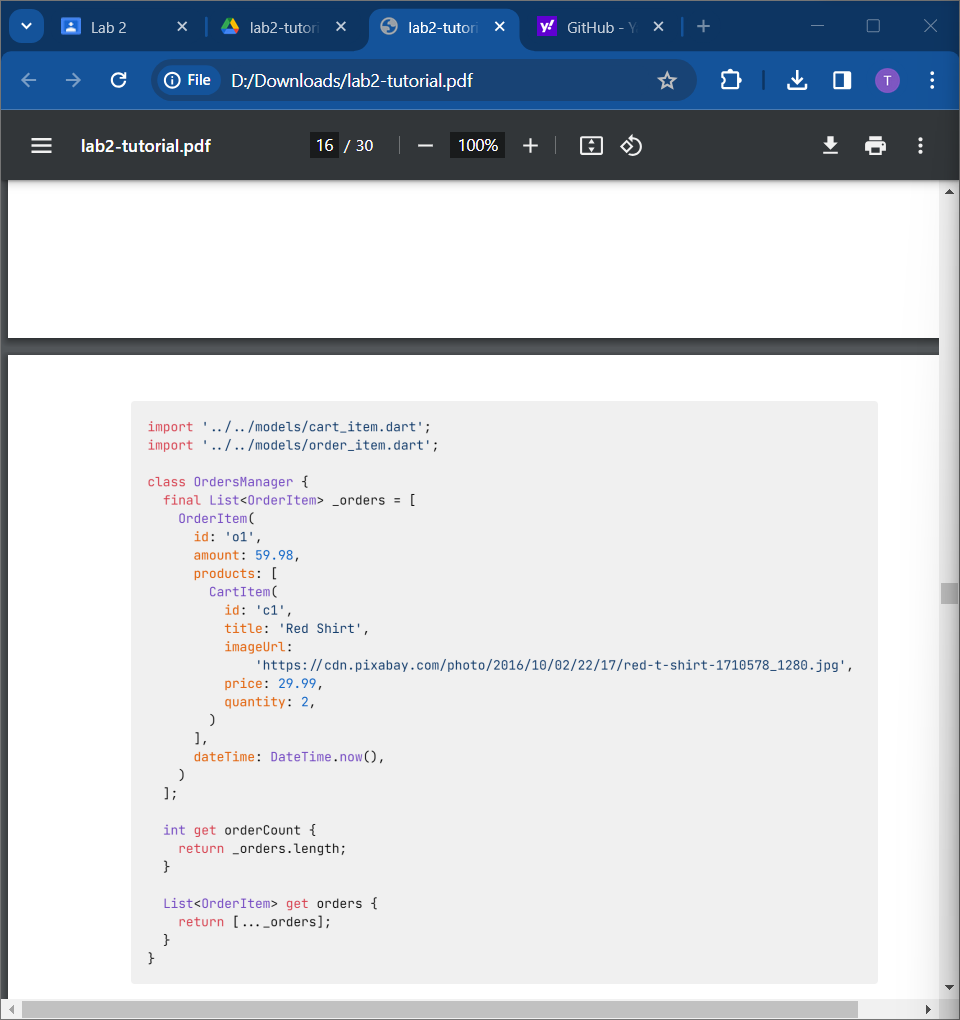 Lab 2
lab2-tutori
lab2-tutori
y!
GitHub - Y
File
D:/Downloads/lab2-tutorial.pdf
T
lab2-tutorial.pdf
16 / 30
100%
import '../../models/cart_item.dart';
import '../../models/order_item.dart';
class OrdersManager {
final List<OrderItem> _orders = [
OrderItem(
id: 'o1',
amount: 59.98,
products: [
CartItem(
id: 'c1',
title: 'Red Shirt',
imageUrl:
'https://cdn.pixabay.com/photo/2016/10/02/22/17/red-t-shirt-1710578_1280.jpg',
price: 29.99,
quantity: 2,
)
],
dateTime: DateTime.now(),
)
];
int get orderCount {
return _orders.length;
}
List<OrderItem> get orders {
return [..._orders];
}
}